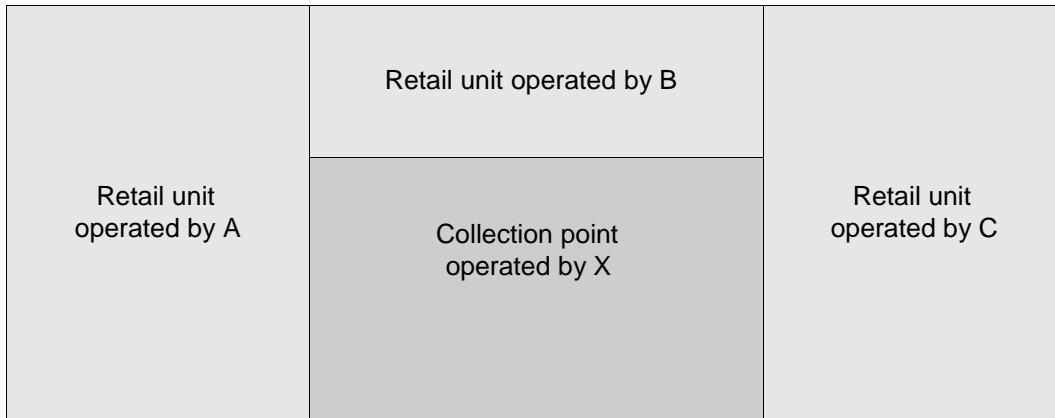 Retail unit operated by B
Retail unit
operated by A
Collection point
operated by X
Retail unit
operated by C